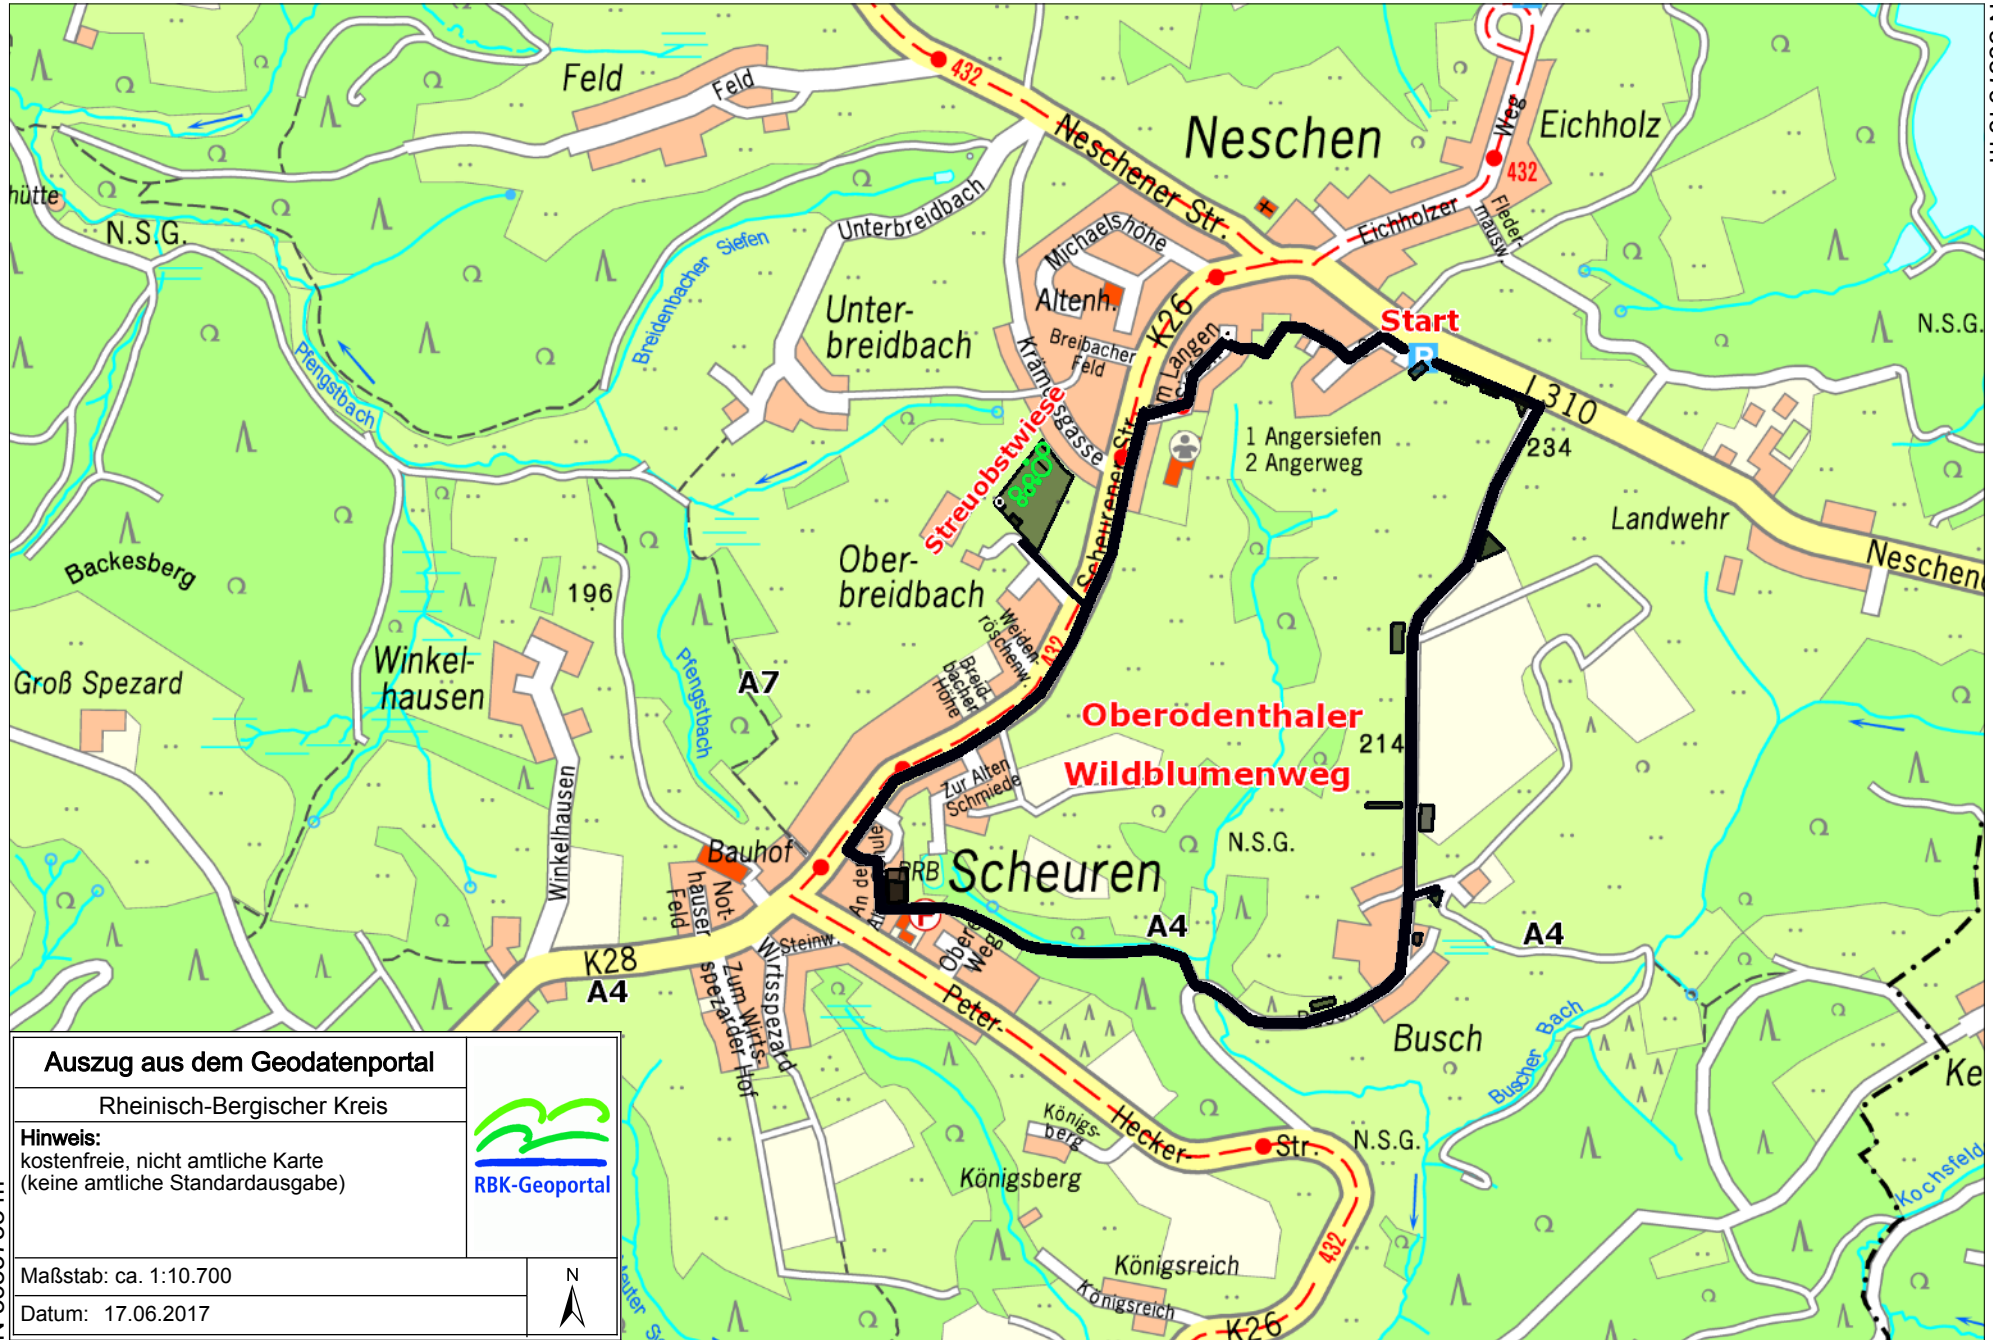 Feld
Feld
432
Neschener Str.
Neschen
Weg
Eichholz
432
Eichholzer
Fleder-
mausw.
hütte
N.S.G.
Unterbreidbach
Michaelshöhe
Breidenbacher Siefen
Unter-
breidbach
Altenh.
K26
Breibacher
Feld
Start
P
N.S.G.
Pfengstbach
Streuobstwiese
L310
234
1 Angersiefen
2 Angerweg
Scheurener Str.
Landwehr
Backesberg
196
Ober-
breidbach
Weiden-
röschenw.
432
Breid-
bacher
Höhe
Groß Spezard
Winkel-
hausen
Pfengstbach
A7
Oberodenthaler
Wildblumenweg
214
Winkelhausen
Zur Alten
Schmiede
Bauhof
RRB
Scheuren
N.S.G.
Not-
hauser
Feld
An der
A4
A4
K28
A4
Steinw.
Wirtsspezard
Zum Wirts-
spezarder Hof
Weg
Peter-
Hecker-
Str.
Busch
Buscher Bach
Ke
Königs-
berg
Königsberg
N.S.G.
Kochsfeld
432
Königsreich
Königsreich
K26
Auszug aus dem Geodatenportal
Rheinisch-Bergischer Kreis
Hinweis:
kostenfreie, nicht amtliche Karte
(keine amtliche Standardausgabe)
RBK-Geoportal
Maßstab: ca. 1:10.700
Datum: 17.06.2017
N